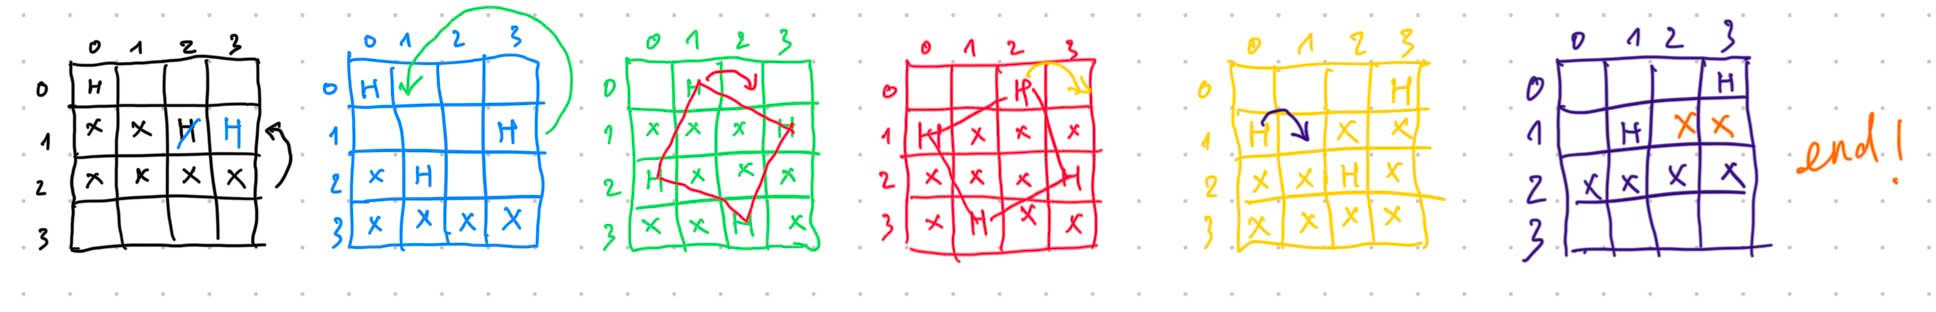 0 1 2 3
0 H
1 X X H H
2 X X X X
3
0 1 2 3
0 H
1 H
2 X H
3 X X X X
0 1 2 3
0 H
1 X X X H
2 H X X X
3 X X H X
0 1 2 3
0 H
1 H X X X
2 X X X H
3 X H X X
0 1 2 3
0 H
1 H X X
2 X X H X
3 X X X X
0 1 2 3
0 H
1 H X X
2 X X X X
3
end!